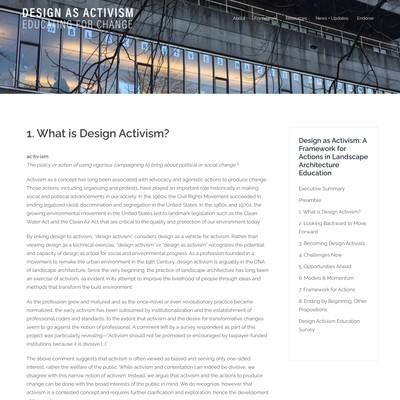 DESIGN AS ACTIVISM
EDUCATING FOR CHANGE
About
Resources
News + Updates
Endorse
1. What is Design Activism?
ac·tiv·ism
The policy or action of using vigorous campaigning to bring about political or social change.
Activism as a concept has long been associated with advocacy and agonistic actions to produce change.
Those actions, including organizing and protests, have played an important role historically in making
social and political advancements in our society. In the 1960s, the Civil Rights Movement succeeded in
ending legalized racial discrimination and segregation in the United States. In the 1960s and 1970s, the
growing environmental movement in the United States led to landmark legislation such as the Clean
Water Act and the Clean Air Act that are critical to the quality and protection of our environment today.
By linking design to activism, "design activism" considers design as a vehicle for activism. Rather than
viewing design as a technical exercise, "design activism" or "design as activism" recognizes the potential
and capacity of design as a tool for social and environmental progress. As a profession founded in a
movement to remake the urban environment in the 19th Century, design activism is arguably in the DNA
of landscape architecture. Since the very beginning, the practice of landscape architecture has long been
an exercise of activism, as evident in its attempt to improve the livelihood of people through ideas and
methods that transform the built environment.
As the profession grew and matured and as the once-novel or even revolutionary practice became
normalized, the early activism has been subsumed by institutionalization and the establishment of
professional codes and standards, to the extent that activism and the desire for transformative changes
seem to go against the notion of professional. A comment left by a survey respondent as part of this
project was particularly revealing—"Activism should not be promoted or encouraged by taxpayer-funded
institutions because it is divisive [...]"
The above comment suggests that activism is often viewed as biased and serving only one-sided
interest, rather the welfare of the public. While activism and contestation can indeed be divisive, we
disagree with this narrow notion of activism. Instead, we argue that activism and the actions to produce
change can be done with the broad interests of the public in mind. We do recognize, however, that
activism is a contested concept and requires further clarification and exploration, hence the development
Design as Activism: A
Framework for
Actions in Landscape
Architecture
Education
Executive Summary
Preamble
1. What is Design Activism?
2. Looking Backward to Move
Forward
3. Becoming Design Activists
4. Challenges Now
5. Opportunities Ahead
6. Models & Momentum
7. Framework for Actions
8. Ending by Beginning: Other
Propositions
Design Activism Education
Survey